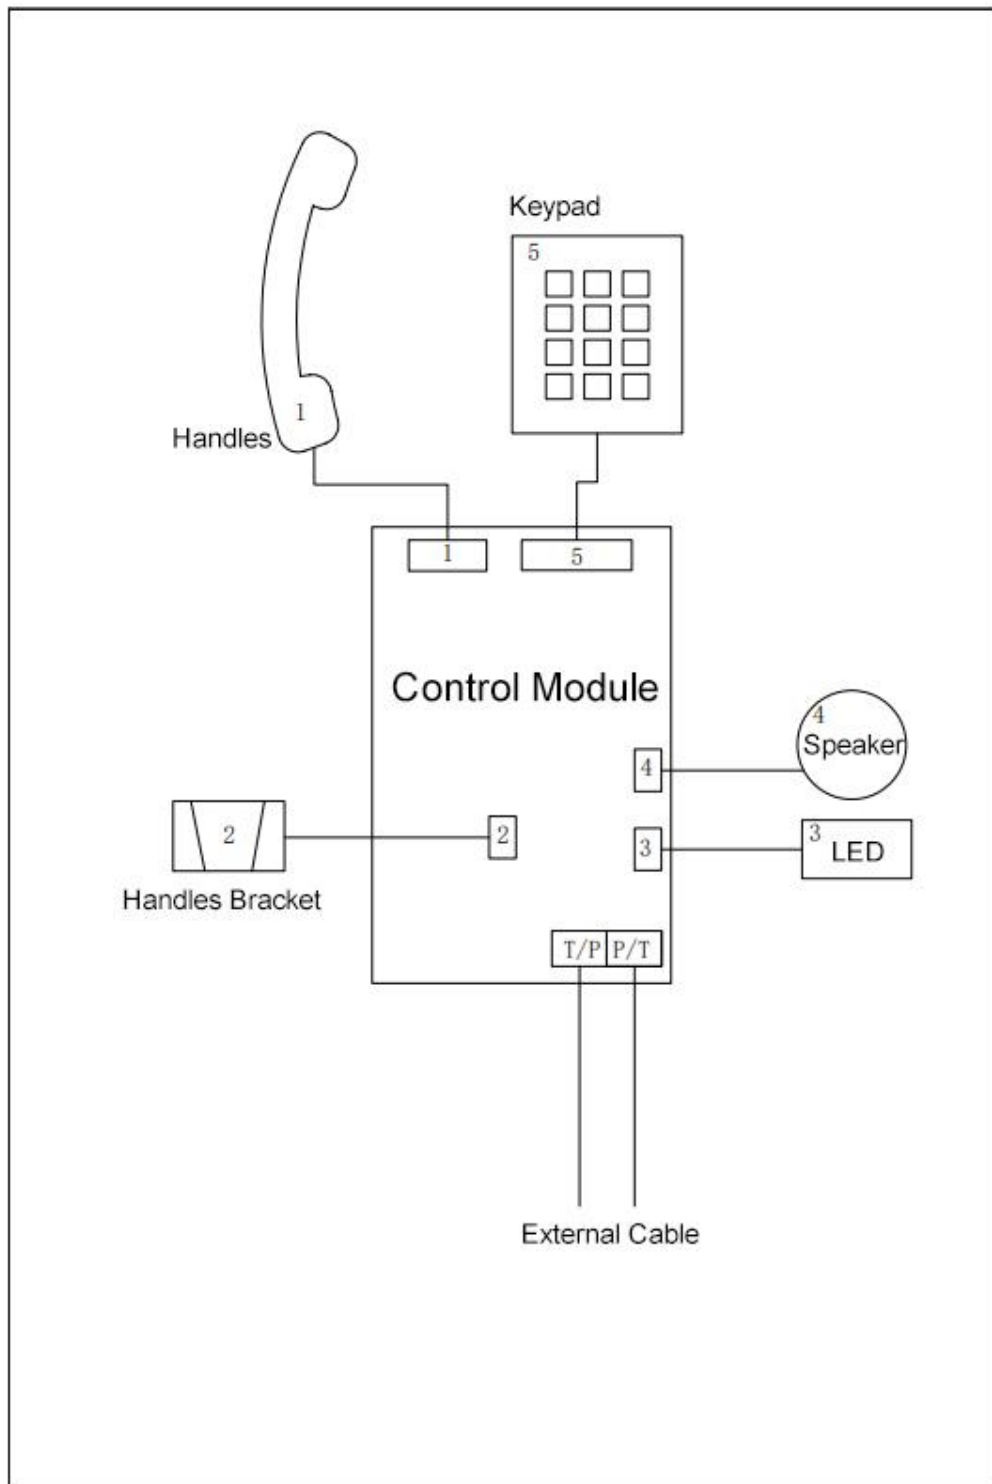 Keypad
5
1
Handles
1
5
Control Module
4
Speaker
4
2
2
3
3
LED
Handles Bracket
T/P P/T
External Cable